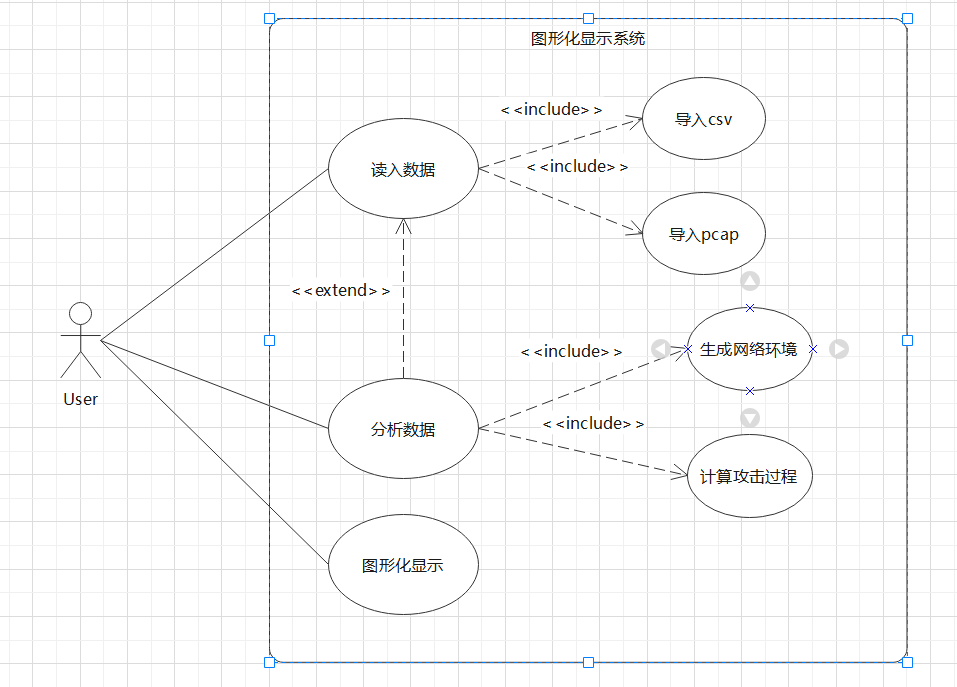 图形化显示系统
< <include> >
导入csv
读入数据
< <include> >
导入pcap
< <extend> >
User
< <include> >
生成网络环境
分析数据
< <include> >
计算攻击过程
图形化显示